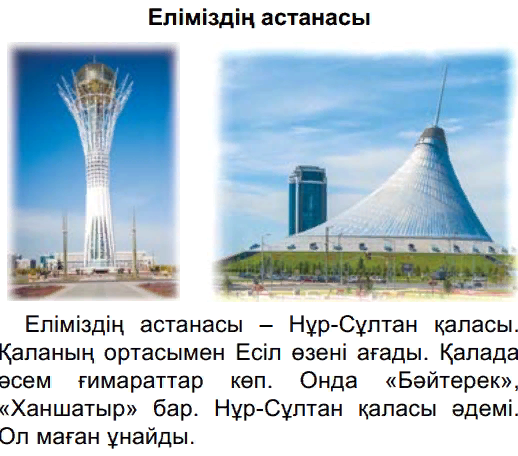 Еліміздің астанасы
Еліміздің астанасы – Нұр-Сұлтан қаласы.
Қаланың ортасымен Есіл өзені ағады. Қалада
әсем ғимараттар көп. Онда «Бәйтерек»,
«Ханшатыр» бар. Нұр-Сұлтан қаласы әдемі.
Ол маған ұнайды.